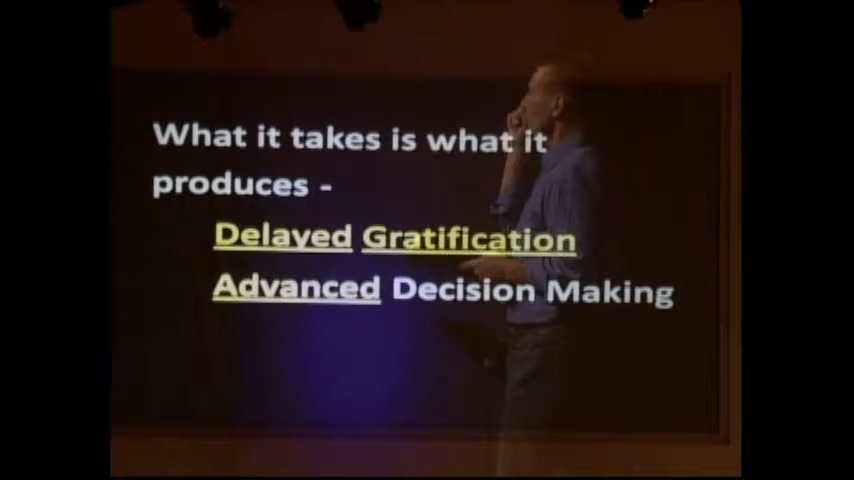 What it takes is what it
produces -
Delayed Gratification
Advanced Decision Making